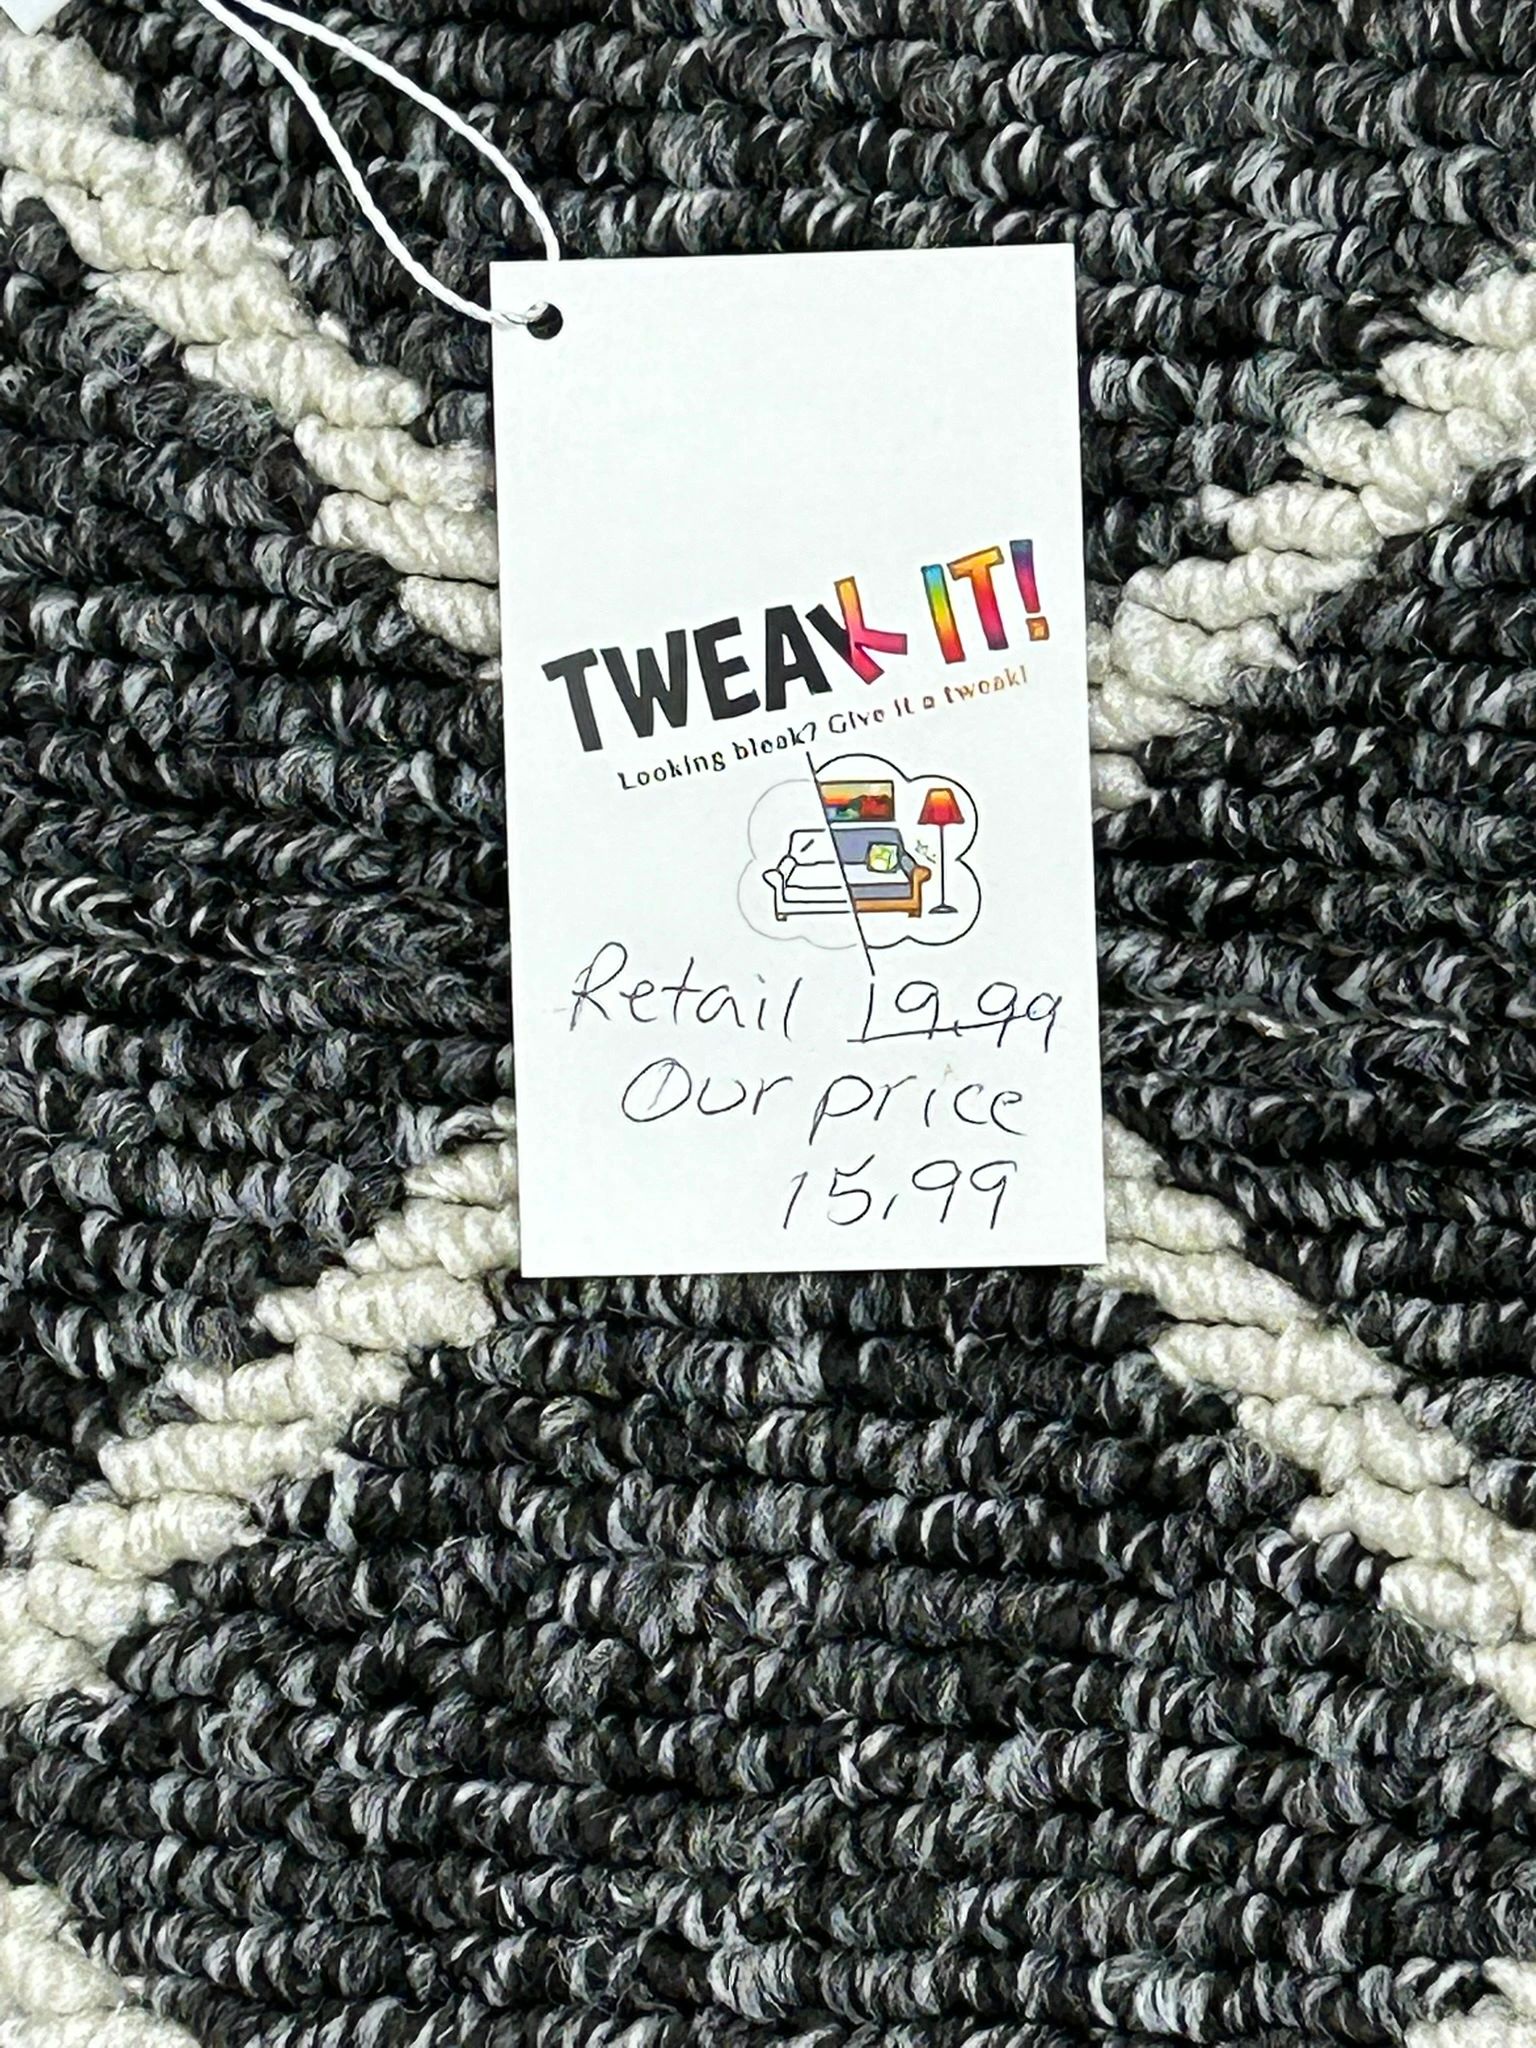 TWEAK IT!
Looking bleak? Give it a tweak!
Retail 19.99
Our price
15.99